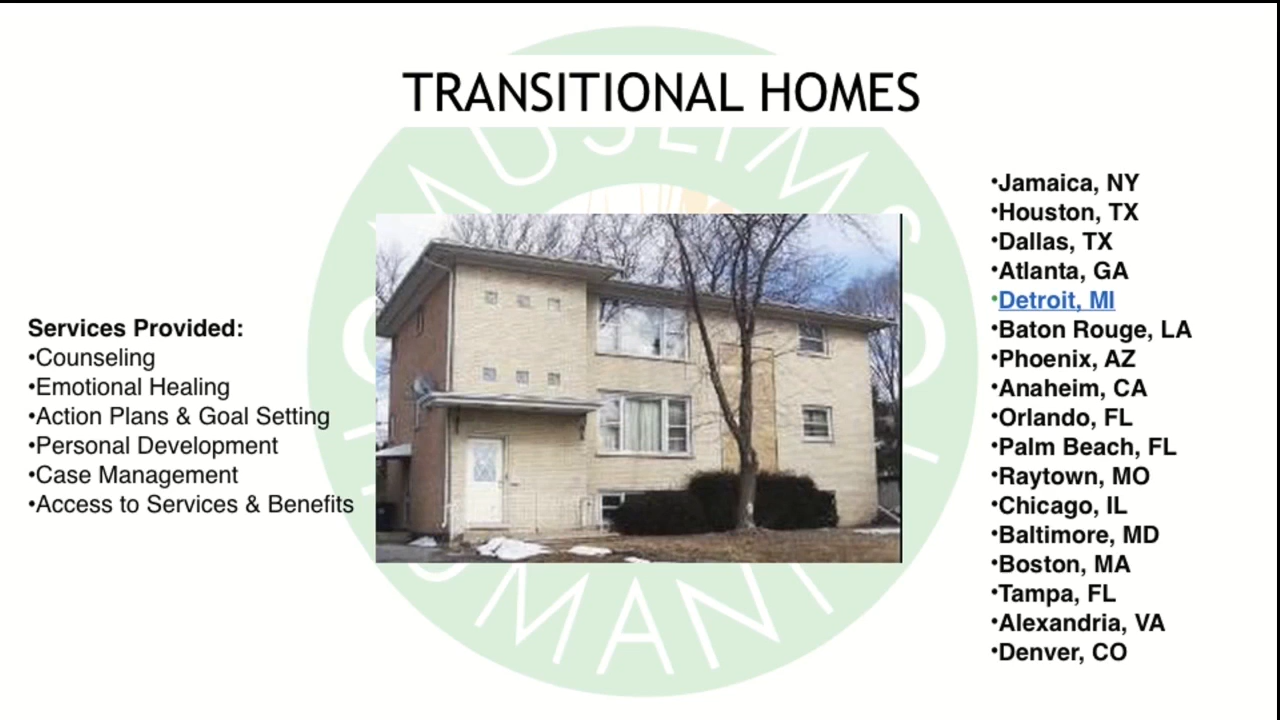 TRANSITIONAL HOMES
MUSLIMS
Services Provided:
•Counseling
•Emotional Healing
•Action Plans & Goal Setting
•Personal Development
•Case Management
•Access to Services & Benefits
•Jamaica, NY
•Houston, TX
•Dallas, TX
•Atlanta, GA
•Detroit, MI
•Baton Rouge, LA
•Phoenix, AZ
•Anaheim, CA
•Orlando, FL
•Palm Beach, FL
•Raytown, MO
•Chicago, IL
•Baltimore, MD
•Boston, MA
•Tampa, FL
•Alexandria, VA
•Denver, CO